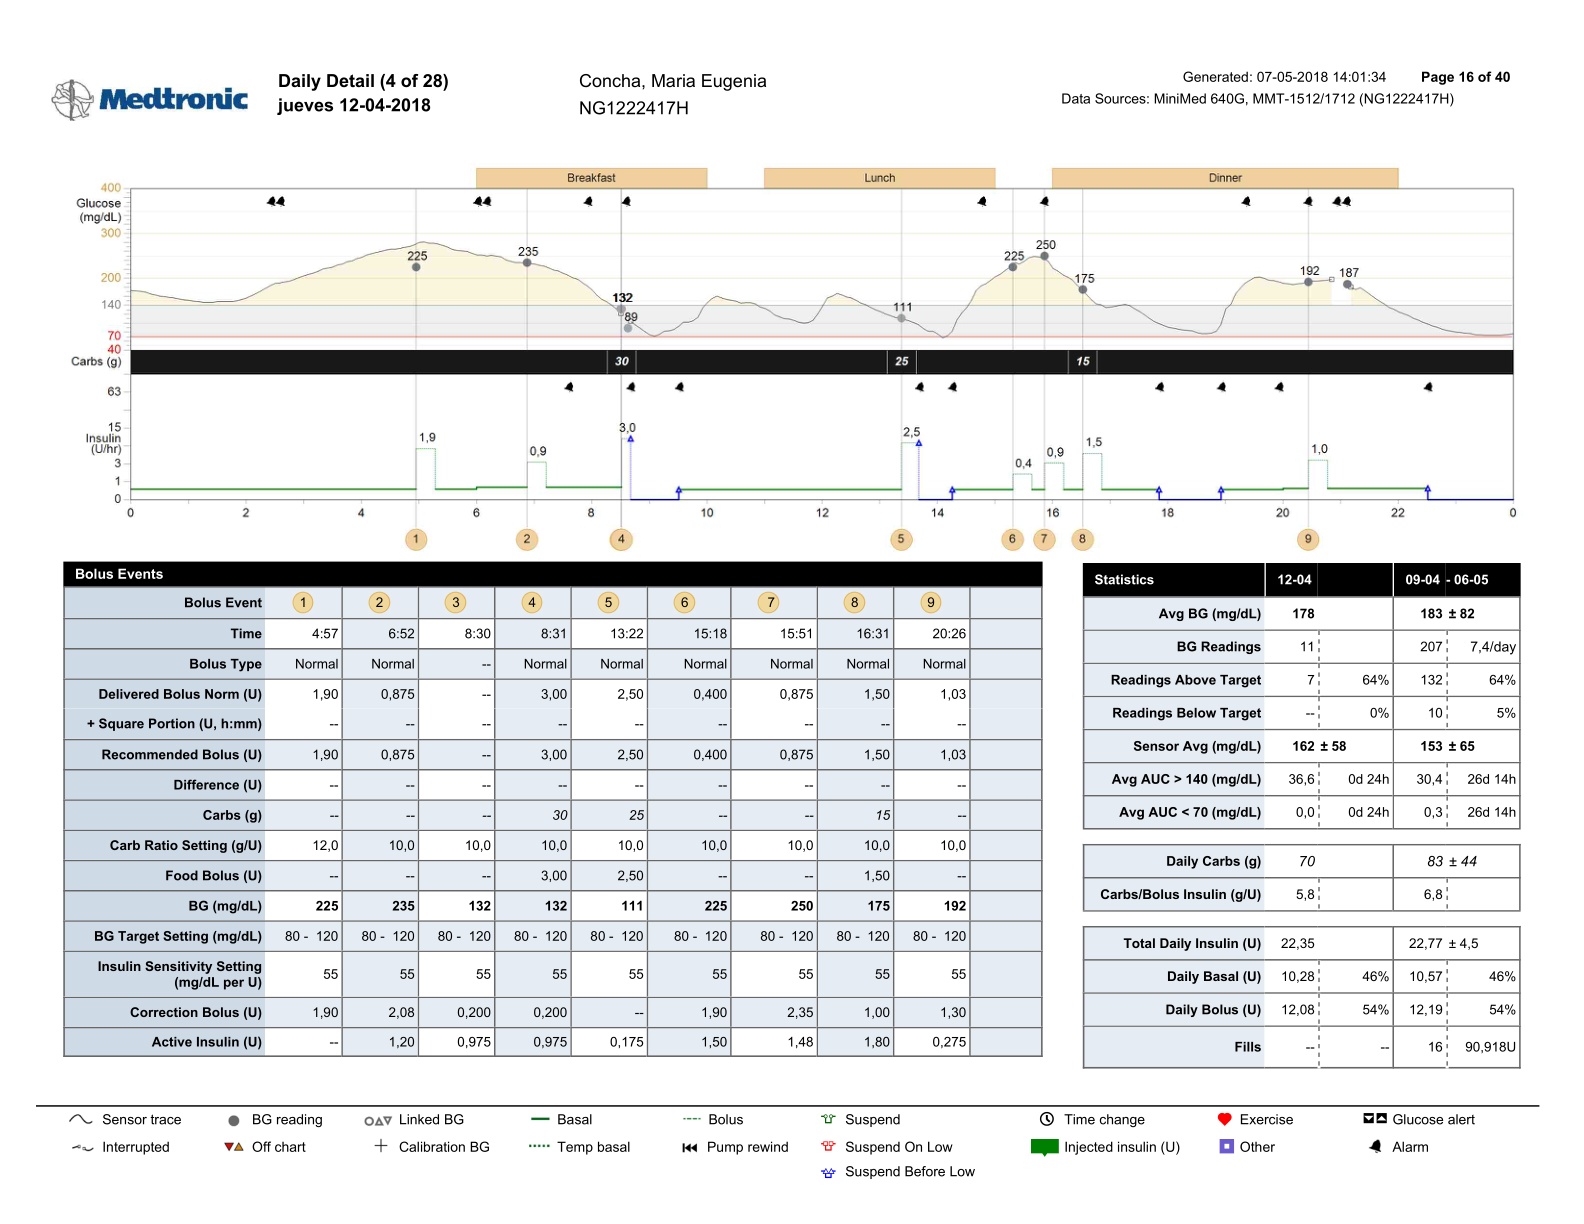 Medtronic
Daily Detail (4 of 28)
jueves 12-04-2018
Concha, Maria Eugenia
NG1222417H
Generated: 07-05-2018 14:01:34 Page 16 of 40
Data Sources: MiniMed 640G, MMT-1512/1712 (NG1222417H)
Breakfast Lunch Dinner
400
Glucose
(mg/dL)
300
200
140
70
40
225 235 132 89 111 225 250 175 192 187
Carbs (g) 30 25 15
63
15
Insulin
(U/hr)
3
1
0
1,9 0,9 3,0 2,5 0,4 0,9 1,5 1,0
0 2 4 6 8 10 12 14 16 18 20 22 0
1 2 4 5 6 7 8 9
Bolus Events
Bolus Event 1 2 3 4 5 6 7 8 9
Time 4:57 6:52 8:30 8:31 13:22 15:18 15:51 16:31 20:26
Bolus Type Normal Normal -- Normal Normal Normal Normal Normal Normal
Delivered Bolus Norm (U) 1,90 0,875 -- 3,00 2,50 0,400 0,875 1,50 1,03
+ Square Portion (U, h:mm) -- -- -- -- -- -- -- -- --
Recommended Bolus (U) 1,90 0,875 -- 3,00 2,50 0,400 0,875 1,50 1,03
Difference (U) -- -- -- -- -- -- -- -- --
Carbs (g) -- -- -- 30 25 -- -- 15 --
Carb Ratio Setting (g/U) 12,0 10,0 10,0 10,0 10,0 10,0 10,0 10,0 10,0
Food Bolus (U) -- -- -- 3,00 2,50 -- -- 1,50 --
BG (mg/dL) 225 235 132 132 111 225 250 175 192
BG Target Setting (mg/dL) 80 - 120 80 - 120 80 - 120 80 - 120 80 - 120 80 - 120 80 - 120 80 - 120 80 - 120
Insulin Sensitivity Setting
(mg/dL per U) 55 55 55 55 55 55 55 55 55
Correction Bolus (U) 1,90 2,08 0,200 0,200 -- 1,90 2,35 1,00 1,30
Active Insulin (U) -- 1,20 0,975 0,975 0,175 1,50 1,48 1,80 0,275
Statistics 12-04 09-04 - 06-05
Avg BG (mg/dL) 178 183 ± 82
BG Readings 11 207 7,4/day
Readings Above Target 7 64% 132 64%
Readings Below Target -- 0% 10 5%
Sensor Avg (mg/dL) 162 ± 58 153 ± 65
Avg AUC > 140 (mg/dL) 36,6 0d 24h 30,4 26d 14h
Avg AUC < 70 (mg/dL) 0,0 0d 24h 0,3 26d 14h
Daily Carbs (g) 70 83 ± 44
Carbs/Bolus Insulin (g/U) 5,8 6,8
Total Daily Insulin (U) 22,35 22,77 ± 4,5
Daily Basal (U) 10,28 46% 10,57 46%
Daily Bolus (U) 12,08 54% 12,19 54%
Fills -- -- 16 90,918U
Sensor trace BG reading Linked BG Basal Bolus Suspend Time change Exercise Glucose alert
Interrupted Off chart Calibration BG Temp basal Pump rewind Suspend On Low Injected insulin (U) Other Alarm
Suspend Before Low